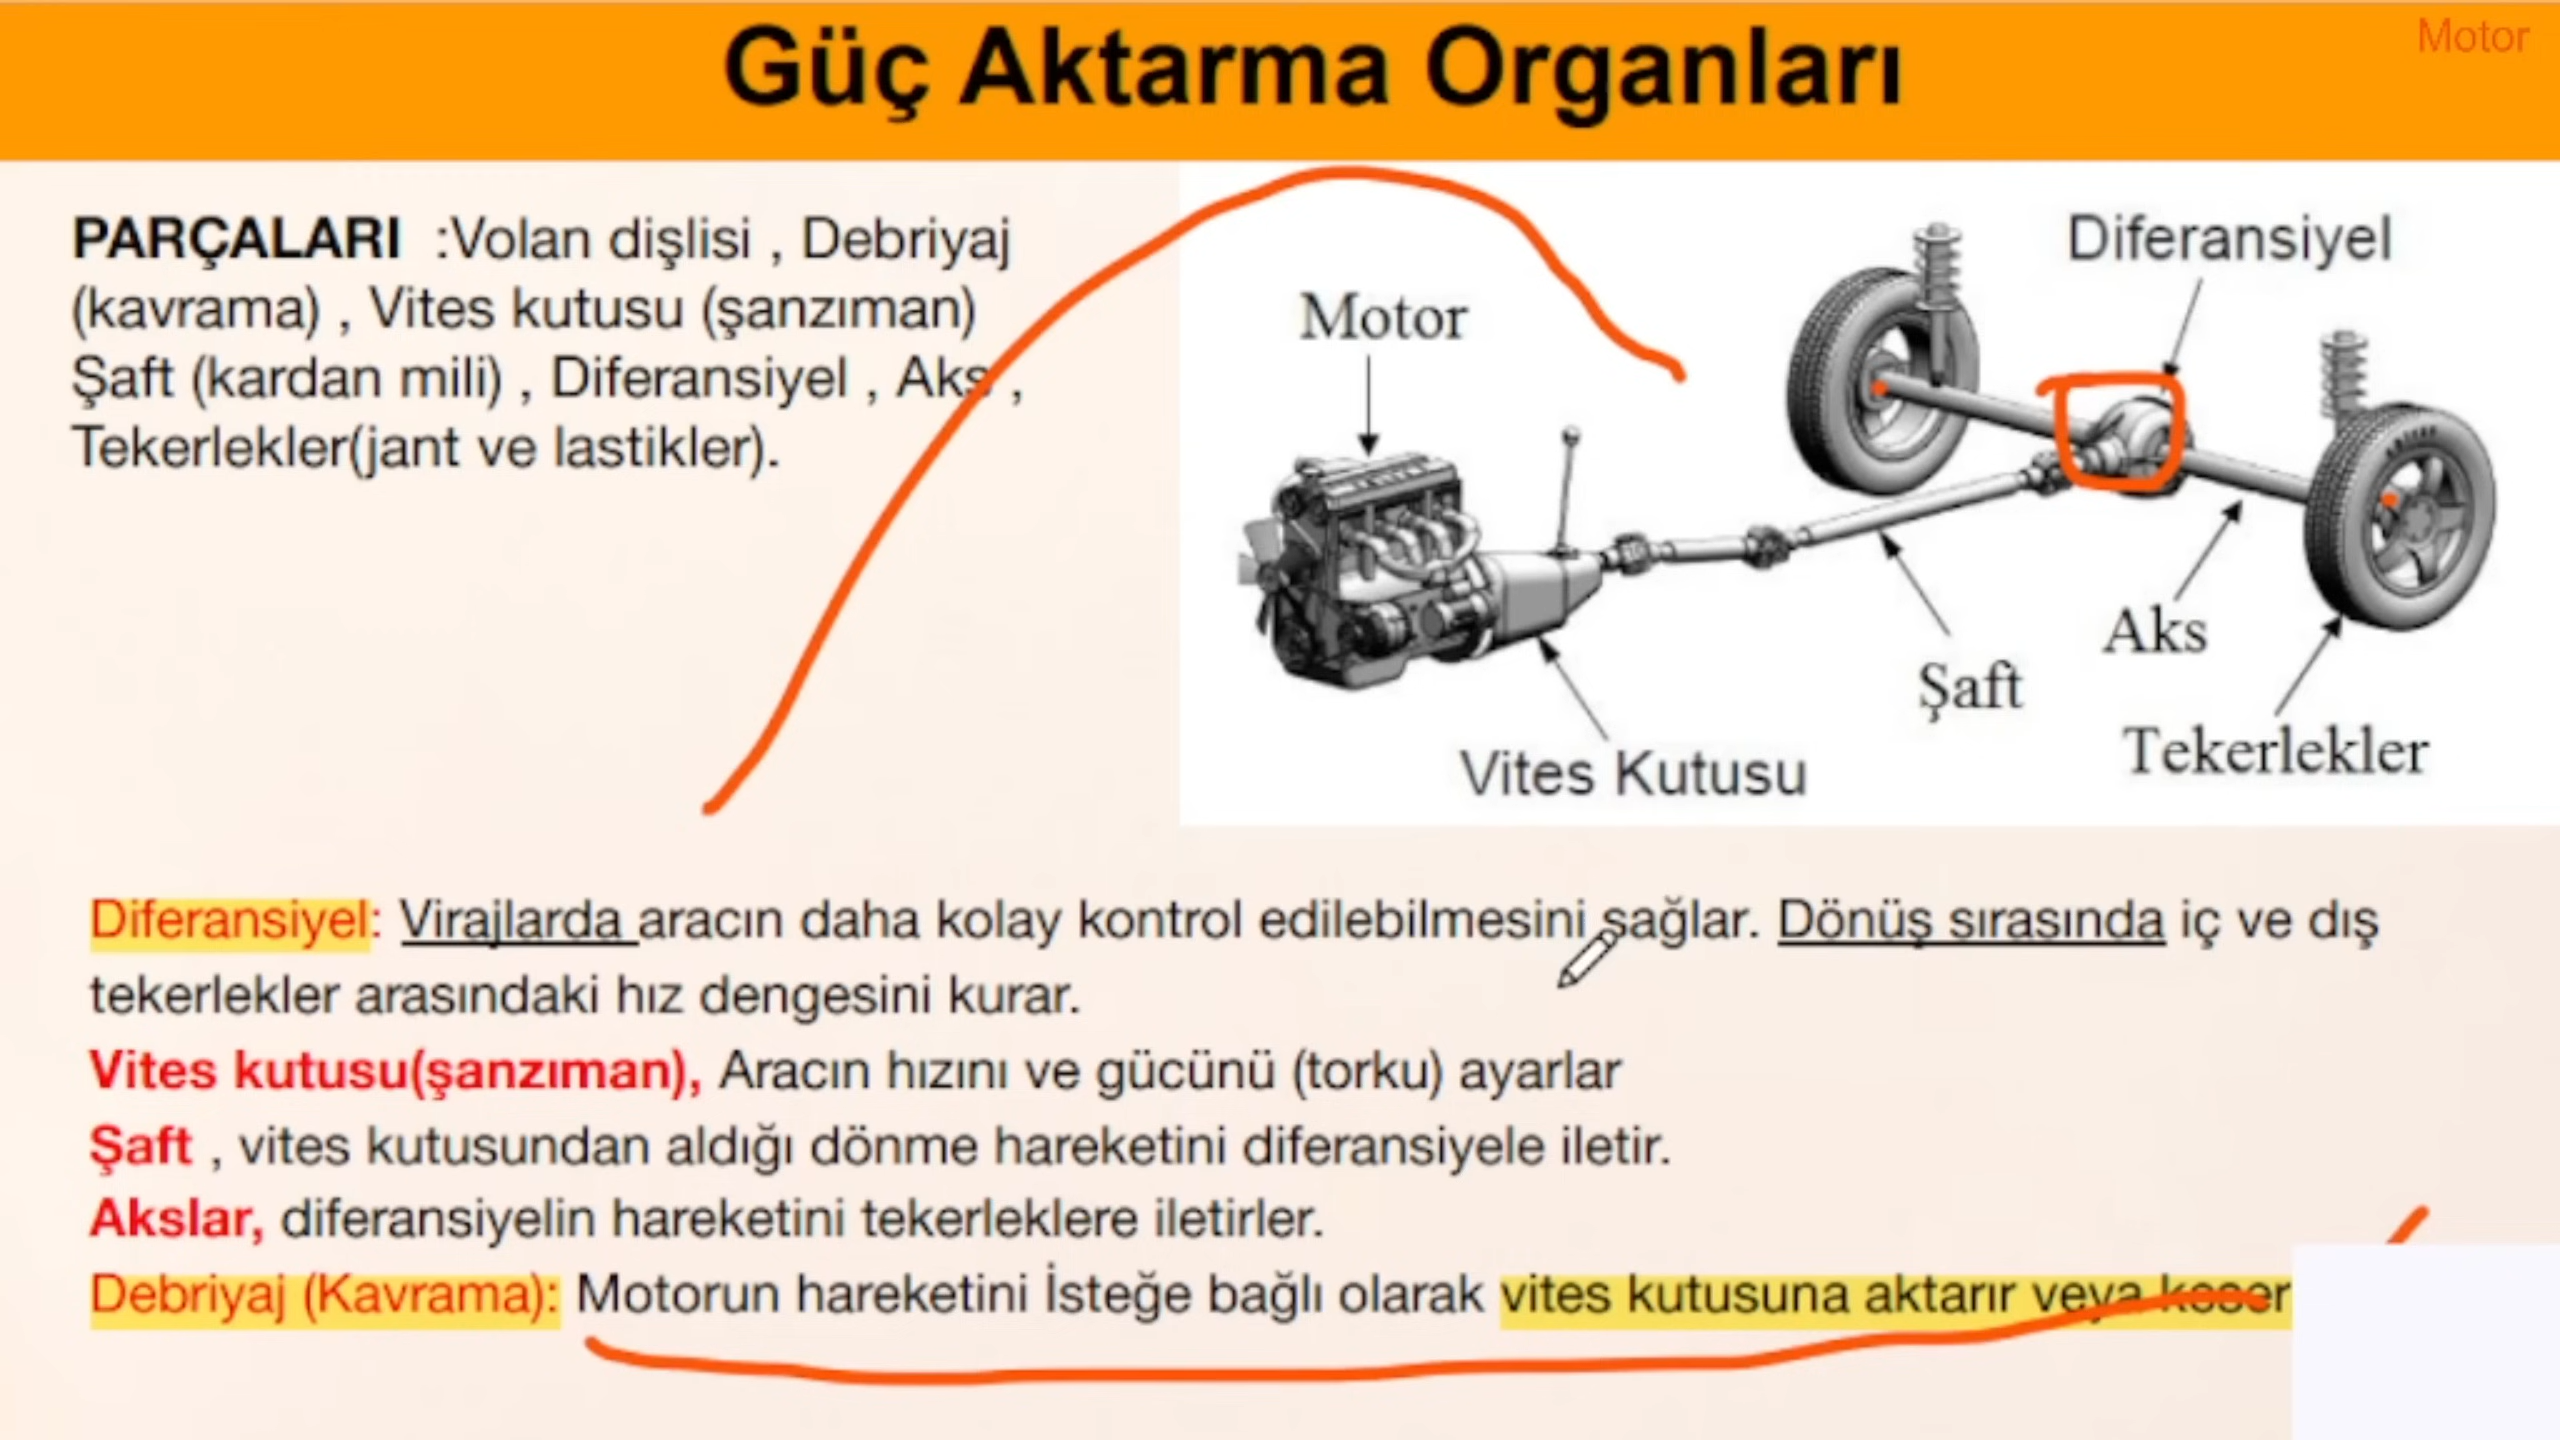 Güç Aktarma Organları
Motor
PARÇALARI :Volan dişlisi , Debriyaj
(kavrama) , Vites kutusu (şanzıman)
Şaft (kardan mili) , Diferansiyel , Aks ,
Tekerlekler(jant ve lastikler).
Diferansiyel
Motor
Aks
Şaft
Tekerlekler
Vites Kutusu
Diferansiyel: Virajlarda aracın daha kolay kontrol edilebilmesini sağlar. Dönüş sırasında iç ve dış
tekerlekler arasındaki hız dengesini kurar.
Vites kutusu(şanzıman), Aracın hızını ve gücünü (torku) ayarlar
Şaft , vites kutusundan aldığı dönme hareketini diferansiyele iletir.
Akslar, diferansiyelin hareketini tekerleklere iletirler.
Debriyaj (Kavrama): Motorun hareketini İsteğe bağlı olarak vites kutusuna aktarır veya keser